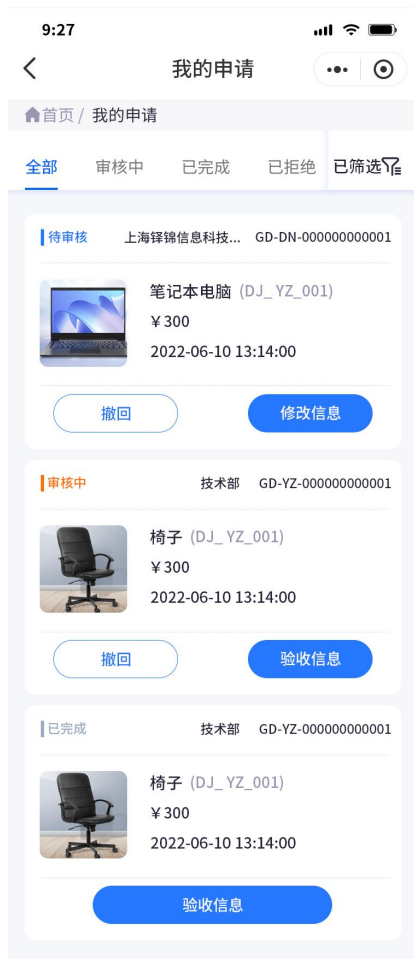 9:27
我的申请
首页 / 我的申请
全部 审核中 已完成 已拒绝 已筛选
待审核 上海铎锦信息科技... GD-DN-000000000001
笔记本电脑 (DJ_ YZ_001)
￥300
2022-06-10 13:14:00
撤回 修改信息
审核中 技术部 GD-YZ-000000000001
椅子 (DJ_ YZ_001)
￥300
2022-06-10 13:14:00
撤回 验收信息
已完成 技术部 GD-YZ-000000000001
椅子 (DJ_ YZ_001)
￥300
2022-06-10 13:14:00
验收信息